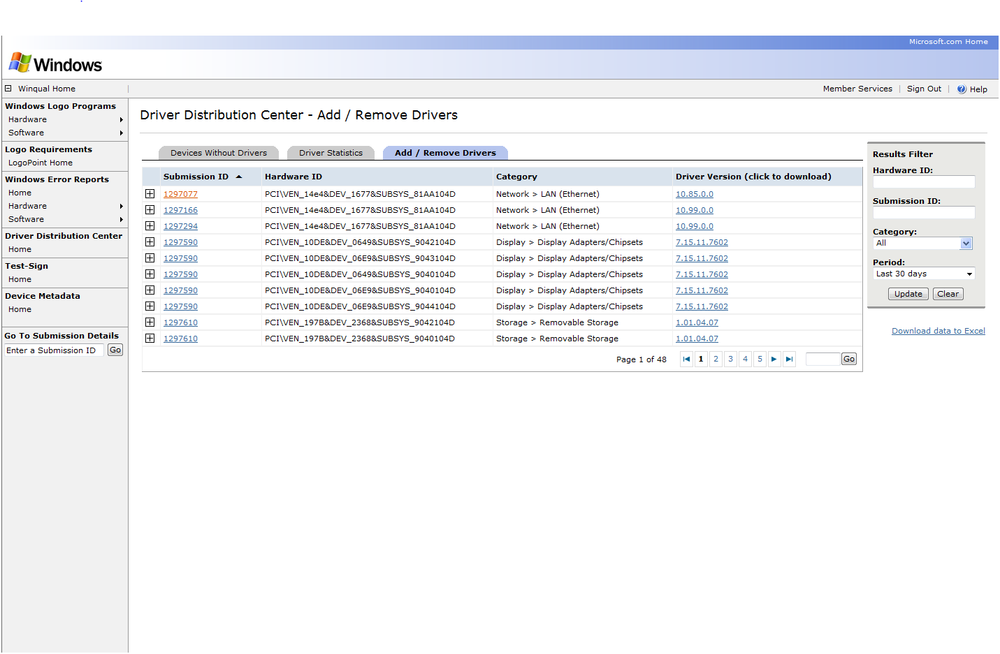 Microsoft.com Home
Windows
Winqual Home
Member Services | Sign Out | Help
Windows Logo Programs
Hardware
Software
Logo Requirements
LogoPoint Home
Windows Error Reports
Home
Hardware
Software
Driver Distribution Center
Home
Test-Sign
Home
Device Metadata
Home
Go To Submission Details
Enter a Submission ID Go
Driver Distribution Center - Add / Remove Drivers
Devices Without Drivers Driver Statistics Add / Remove Drivers
Submission ID Hardware ID Category Driver Version (click to download)
1297077 PCI\VEN_14e4&DEV_1677&SUBSYS_81AA104D Network > LAN (Ethernet) 10.85.0.0
1297166 PCI\VEN_14e4&DEV_1677&SUBSYS_81AA104D Network > LAN (Ethernet) 10.99.0.0
1297294 PCI\VEN_14e4&DEV_1677&SUBSYS_81AA104D Network > LAN (Ethernet) 10.99.0.0
1297590 PCI\VEN_10DE&DEV_0649&SUBSYS_9042104D Display > Display Adapters/Chipsets 7.15.11.7602
1297590 PCI\VEN_10DE&DEV_06E9&SUBSYS_9043104D Display > Display Adapters/Chipsets 7.15.11.7602
1297590 PCI\VEN_10DE&DEV_0649&SUBSYS_9040104D Display > Display Adapters/Chipsets 7.15.11.7602
1297590 PCI\VEN_10DE&DEV_06E9&SUBSYS_9040104D Display > Display Adapters/Chipsets 7.15.11.7602
1297590 PCI\VEN_10DE&DEV_06E9&SUBSYS_9044104D Display > Display Adapters/Chipsets 7.15.11.7602
1297610 PCI\VEN_197B&DEV_2368&SUBSYS_9042104D Storage > Removable Storage 1.01.04.07
1297610 PCI\VEN_197B&DEV_2368&SUBSYS_9040104D Storage > Removable Storage 1.01.04.07
Page 1 of 48 1 2 3 4 5 Go
Results Filter
Hardware ID:
Submission ID:
Category:
All
Period:
Last 30 days
Update Clear
Download data to Excel